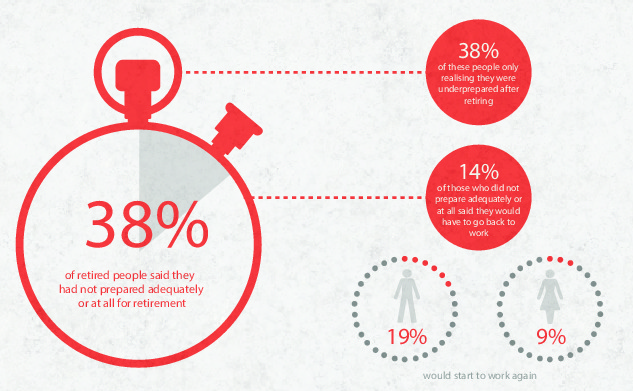 38%
of retired people said they
had not prepared adequately
or at all for retirement
38%
of these people only
realising they were
underprepared after
retiring
14%
of those who did not
prepare adequately or
at all said they would
have to go back to
work
19%
9%
would start to work again